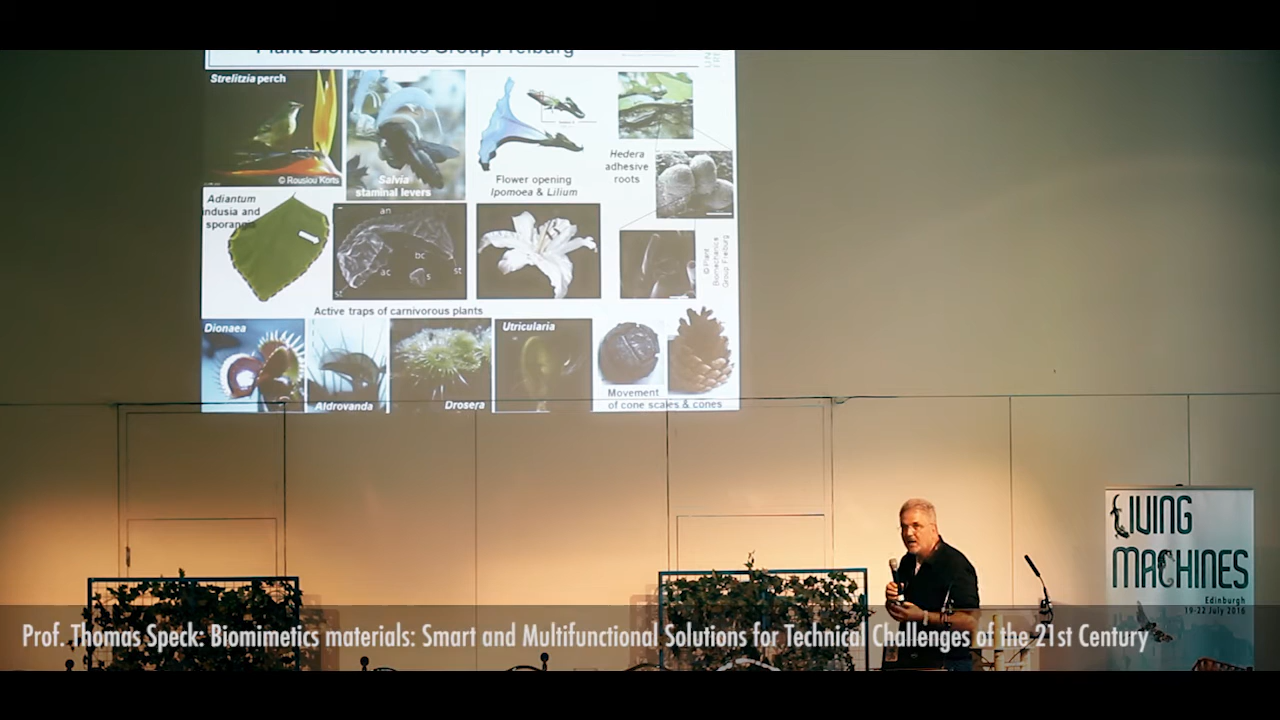 Plant Biomechnics Group Freiburg
Strelitzia perch
© Rouslou Korts
Salvia
staminal levers
Flower opening
Ipomoea & Lilium
Hedera
adhesive
roots
Adiantum
indusia and
sporangia
an
bc
ac
s
st
st
© Plant
Biomechanics
Group Freiburg
Active traps of carnivorous plants
Dionaea
Aldrovanda
Drosera
Utricularia
Movement
of cone scales & cones
LIVING
MACHINES
Edinburgh
19-22 July 2016
Prof. Thomas Speck: Biomimetics materials: Smart and Multifunctional Solutions for Technical Challenges of the 21st Century